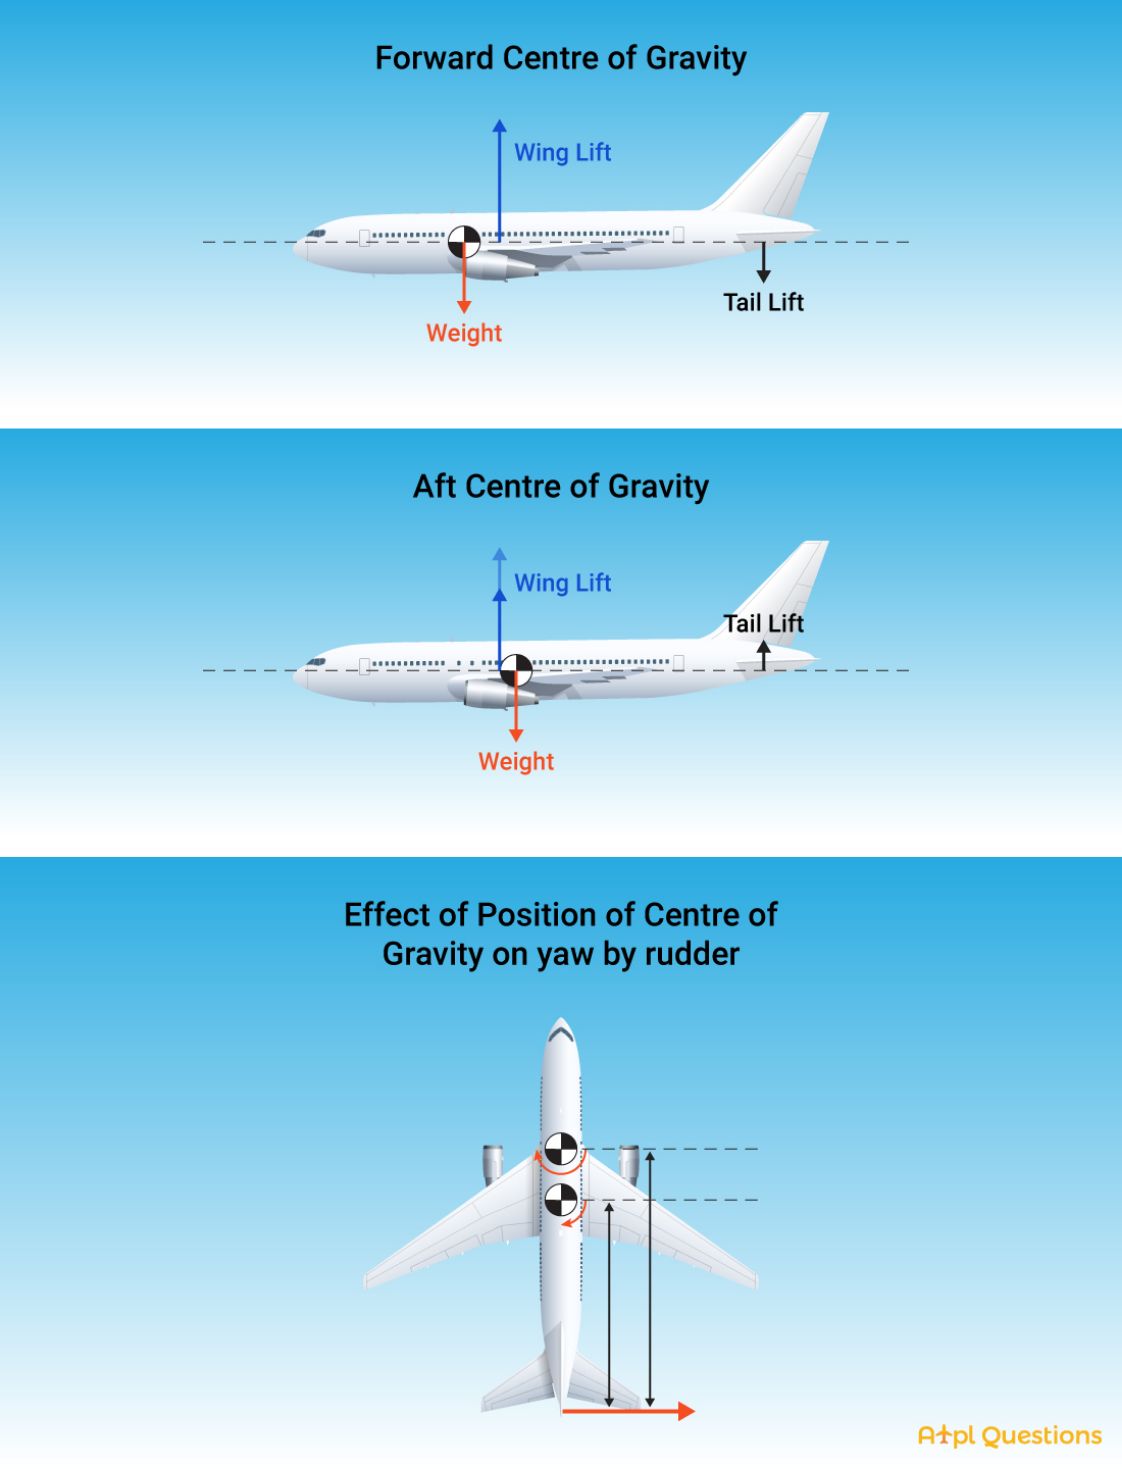 Forward Centre of Gravity
Wing Lift
Tail Lift
Weight
Aft Centre of Gravity
Wing Lift
Tail Lift
Weight
Effect of Position of Centre of
Gravity on yaw by rudder
Atpl Questions